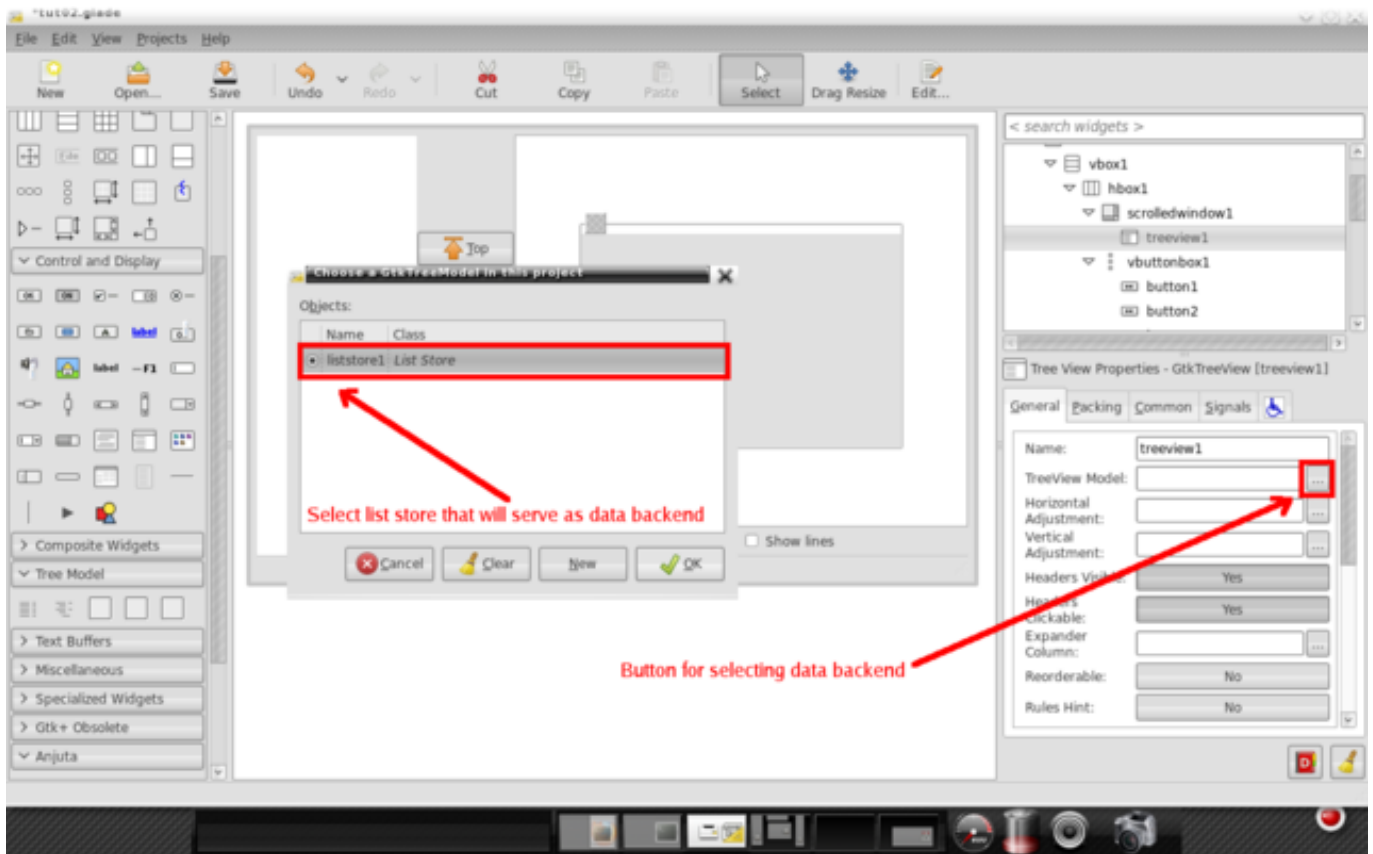 *tut02.glade
File Edit View Projects Help
New Open... Save Undo Redo Cut Copy Paste Select Drag Resize Edit...
< search widgets >
vbox1
hbox1
scrolledwindow1
treeview1
vbuttonbox1
button1
button2
Control and Display
label
label
Composite Widgets
Tree Model
Text Buffers
Miscellaneous
Specialized Widgets
Gtk+ Obsolete
Anjuta
Top
Choose a GtkTreeModel in this project
Objects:
Name Class
liststore1 List Store
Select list store that will serve as data backend
Cancel Clear New OK
Show lines
Button for selecting data backend
Tree View Properties - GtkTreeView [treeview1]
General Packing Common Signals
Name: treeview1
TreeView Model: ...
Horizontal
Adjustment: ...
Vertical
Adjustment: ...
Headers Visible: Yes
Headers
Clickable: Yes
Expander
Column: ...
Reorderable: No
Rules Hint: No